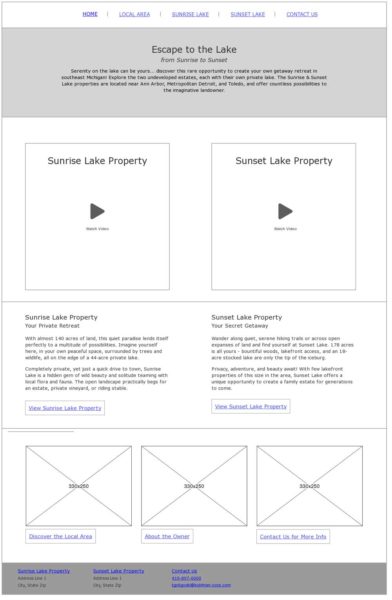 HOME | LOCAL AREA | SUNRISE LAKE | SUNSET LAKE | CONTACT US
Escape to the Lake
from Sunrise to Sunset
Serenity on the lake can be yours... discover this rare opportunity to create your own getaway retreat in
southeast Michigan! Explore the two undeveloped estates, each with their own private lake. The Sunrise & Sunset
Lake properties are located near Ann Arbor, Metropolitan Detroit, and Toledo, and offer countless possibilities to
the imaginative landowner.
Sunrise Lake Property
Watch Video
Sunset Lake Property
Watch Video
Sunrise Lake Property
Your Private Retreat
With almost 140 acres of land, this quiet paradise lends itself
perfectly to a multitude of possibilities. Imagine yourself
here, in your own peaceful space, surrounded by trees and
wildlife, all on the edge of a 44-acre private lake.
Completely private, yet just a quick drive to town, Sunrise
Lake is a hidden gem of wild beauty and solitude teeming with
local flora and fauna. The open landscape practically begs for
an estate, private vineyard, or riding stable.
View Sunrise Lake Property
Sunset Lake Property
Your Secret Getaway
Wander along quiet, serene hiking trails or across open
expanses of land and find yourself at Sunset Lake. 178 acres
is all yours - bountiful woods, lakefront access, and an 18-
acre stocked lake are only the tip of the iceburg.
Privacy, adventure, and beauty await! With few lakefront
properties of this size in the area, Sunset Lake offers a
unique opportunity to create a family estate for generations
to come.
View Sunset Lake Property
330x250
330x250
330x250
Discover the Local Area
About the Owner
Contact Us for More Info
Sunrise Lake Property
Address Line 1
City, State Zip
Sunset Lake Property
Address Line 1
City, State Zip
Contact Us